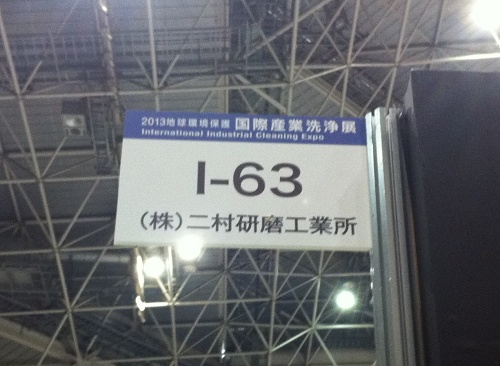 2013地球環境保護 国際産業洗浄展
International Industrial Cleaning Expo
I-63
(株)二村研磨工業所